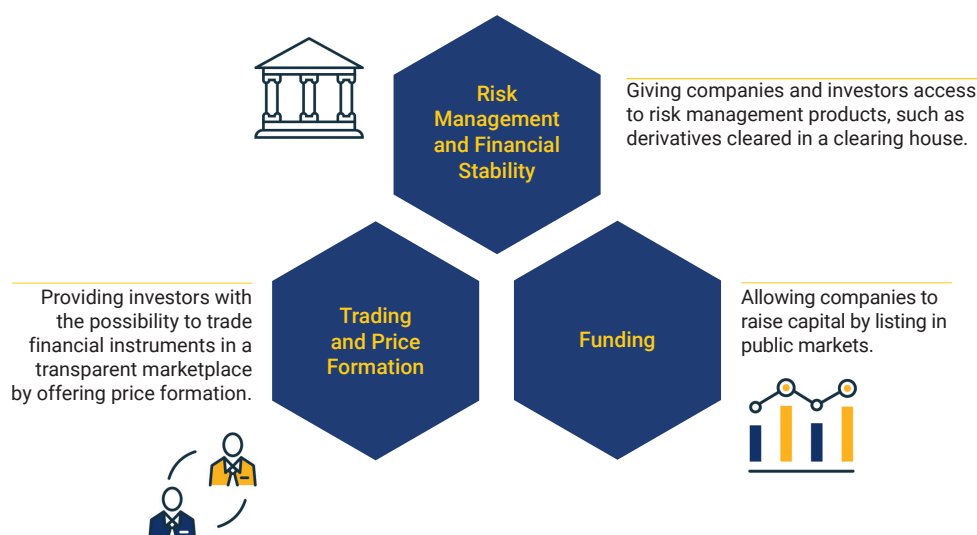 Risk
Management
and Financial
Stability
Giving companies and investors access
to risk management products, such as
derivatives cleared in a clearing house.
Providing investors with
the possibility to trade
financial instruments in a
transparent marketplace
by offering price formation.
Trading
and Price
Formation
Funding
Allowing companies to
raise capital by listing in
public markets.